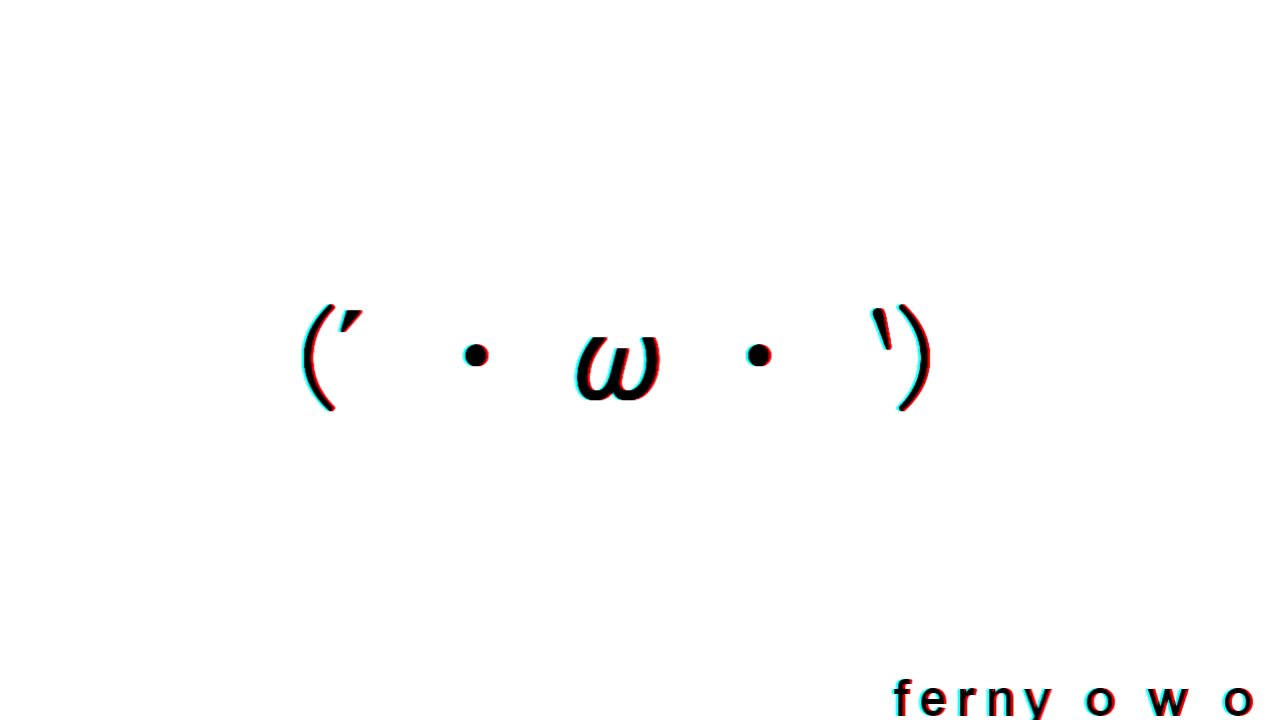 (´ ・ ω ・ `)
ferny o w o